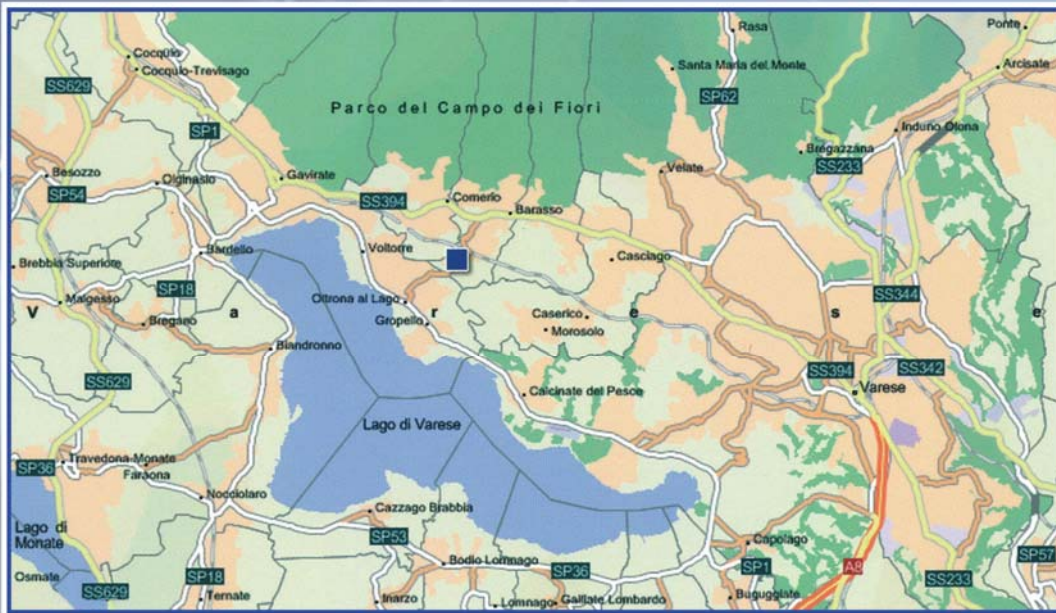 Rasa
Ponte
Cocquio
Cocquio-Trevisago
Santa Maria del Monte
Arcisate
SS629
SP62
Parco del Campo dei Fiori
SP1
Induno Olona
Bregazzana
SS233
Besozzo
Olginasio
Gavirate
Velate
SP54
SS394
Comerio
Barasso
Bardello
Voltorre
Casciago
Brebbia Superiore
SP18
Malgesso
Oltrona al Lago
SS344
V a r e s e
Bregano
Gropello
Caserico
Morosolo
Biandronno
SS629
SS394
SS342
Calcinate del Pesce
Varese
Lago di Varese
SP36
Travedona-Monate
Faraona
Nocciolaro
Cazzago Brabbia
Lago di
Monate
SP53
Capolago
Bodio Lomnago
SP57
Osmate
SP18
SP36
SP1
A8
SS629
SS233
Ternate
Inarzo
Lomnago
Galliate Lombardo
Buguggiate